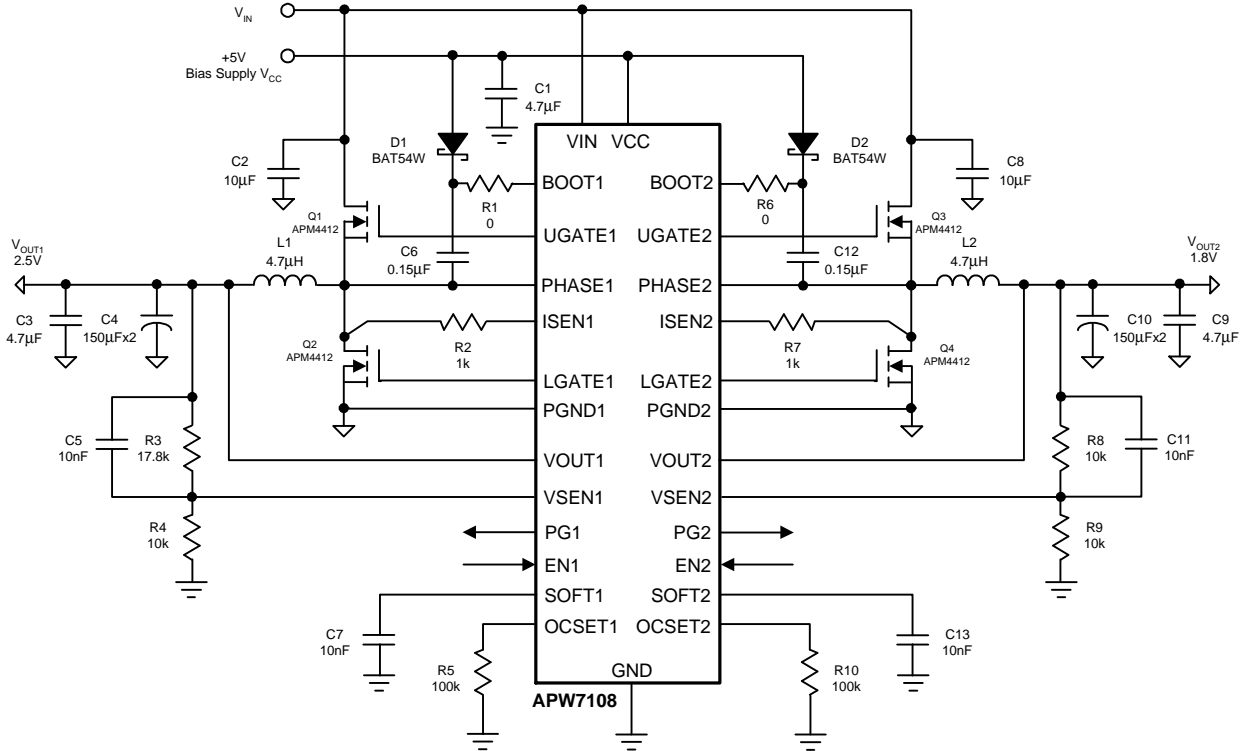 VIN
+5V
Bias Supply VCC
C1
4.7µF
D1
BAT54W
VIN
VCC
D2
BAT54W
C2
10µF
C8
10µF
BOOT1
BOOT2
R1
0
R6
0
Q1
APM4412
Q3
APM4412
UGATE1
UGATE2
VOUT1
2.5V
L1
4.7µH
C6
0.15µF
C12
0.15µF
L2
4.7µH
VOUT2
1.8V
PHASE1
PHASE2
C3
4.7µF
C4
150µFx2
ISEN1
ISEN2
C10
150µFx2
C9
4.7µF
R2
1k
R7
1k
Q2
APM4412
Q4
APM4412
LGATE1
LGATE2
PGND1
PGND2
C5
10nF
R3
17.8k
R8
10k
C11
10nF
VOUT1
VOUT2
VSEN1
VSEN2
R4
10k
R9
10k
PG1
PG2
EN1
EN2
SOFT1
SOFT2
OCSET1
OCSET2
C7
10nF
C13
10nF
R5
100k
R10
100k
GND
APW7108